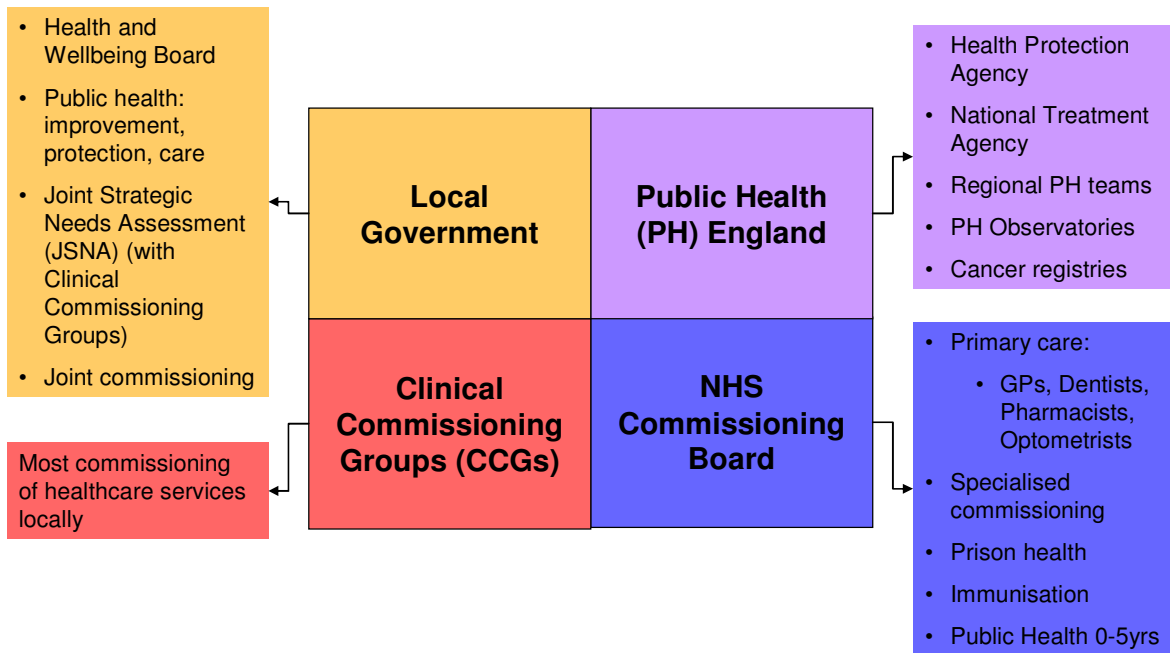 • Health and
Wellbeing Board
• Public health:
improvement,
protection, care
• Joint Strategic
Needs Assessment
(JSNA) (with
Clinical
Commissioning
Groups)
• Joint commissioning
Most commissioning
of healthcare services
locally
Local
Government
Public Health
(PH) England
Clinical
Commissioning
Groups (CCGs)
NHS
Commissioning
Board
• Health Protection
Agency
• National Treatment
Agency
• Regional PH teams
• PH Observatories
• Cancer registries
• Primary care:
• GPs, Dentists,
Pharmacists,
Optometrists
• Specialised
commissioning
• Prison health
• Immunisation
• Public Health 0-5yrs